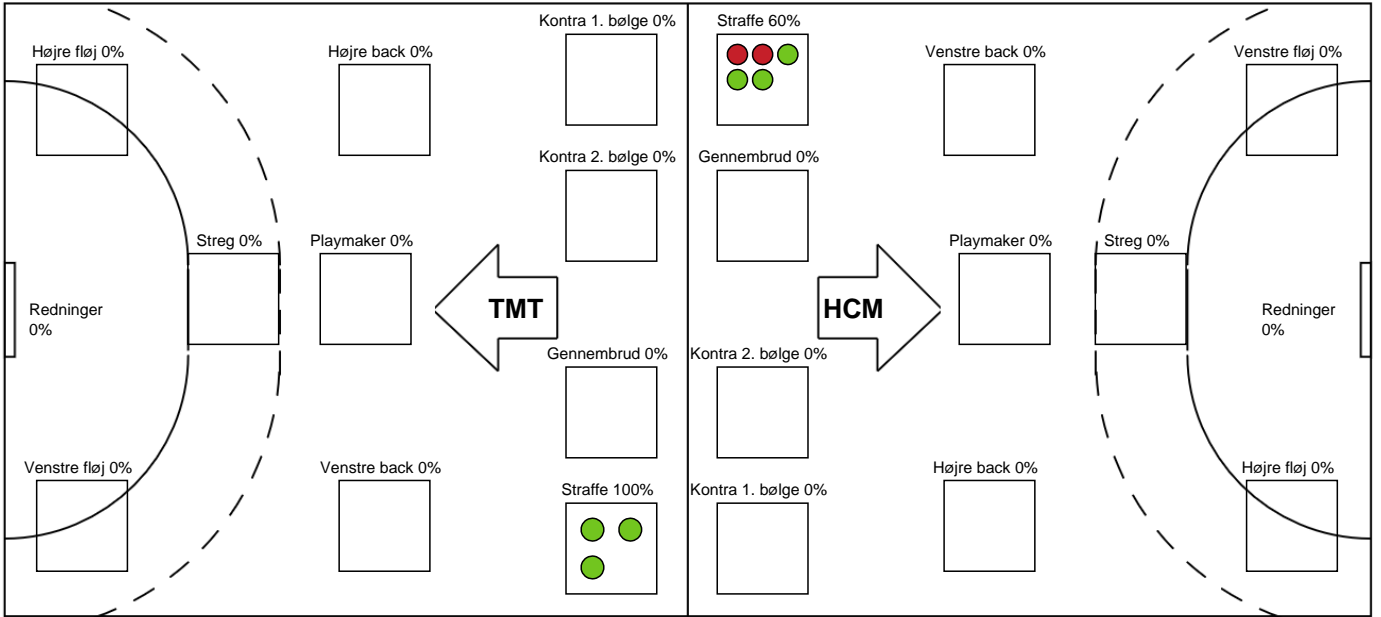 Kontra 1. bølge 0%
Straffe 60%
Højre fløj 0%
Højre back 0%
Venstre back 0%
Venstre fløj 0%
Kontra 2. bølge 0%
Gennembrud 0%
Streg 0%
Playmaker 0%
Playmaker 0%
Streg 0%
Redninger
0%
TMT
HCM
Redninger
0%
Gennembrud 0%
Kontra 2. bølge 0%
Venstre fløj 0%
Venstre back 0%
Højre back 0%
Højre fløj 0%
Straffe 100%
Kontra 1. bølge 0%